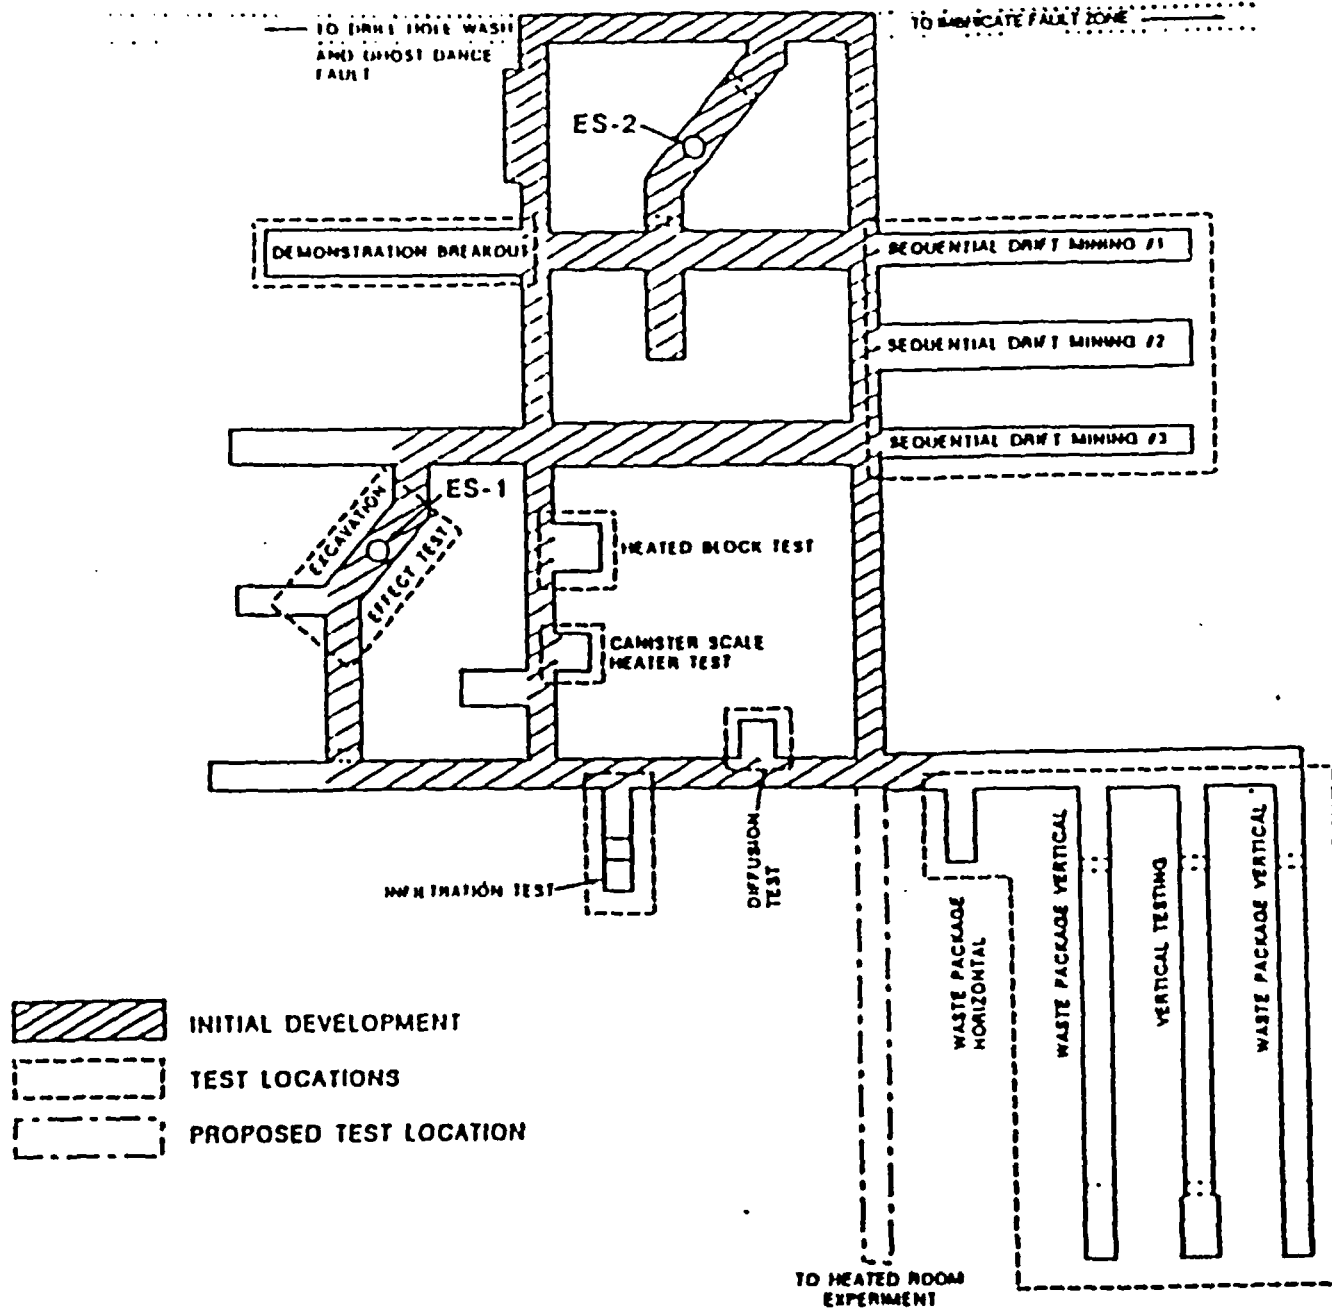 TO DRILL HOLE WASH
AND GHOST DANCE
FAULT
TO IMBRICATE FAULT ZONE
ES-2
DEMONSTRATION BREAKOUT
SEQUENTIAL DRIFT MINING #1
SEQUENTIAL DRIFT MINING #2
SEQUENTIAL DRIFT MINING #3
ES-1
EXCAVATION
EFFECT TEST
HEATED BLOCK TEST
CANISTER SCALE
HEATER TEST
INFILTRATION TEST
DIFFUSION
TEST
WASTE PACKAGE
HORIZONTAL
WASTE PACKAGE VERTICAL
VERTICAL TESTING
WASTE PACKAGE VERTICAL
INITIAL DEVELOPMENT
TEST LOCATIONS
PROPOSED TEST LOCATION
TO HEATED ROOM
EXPERIMENT